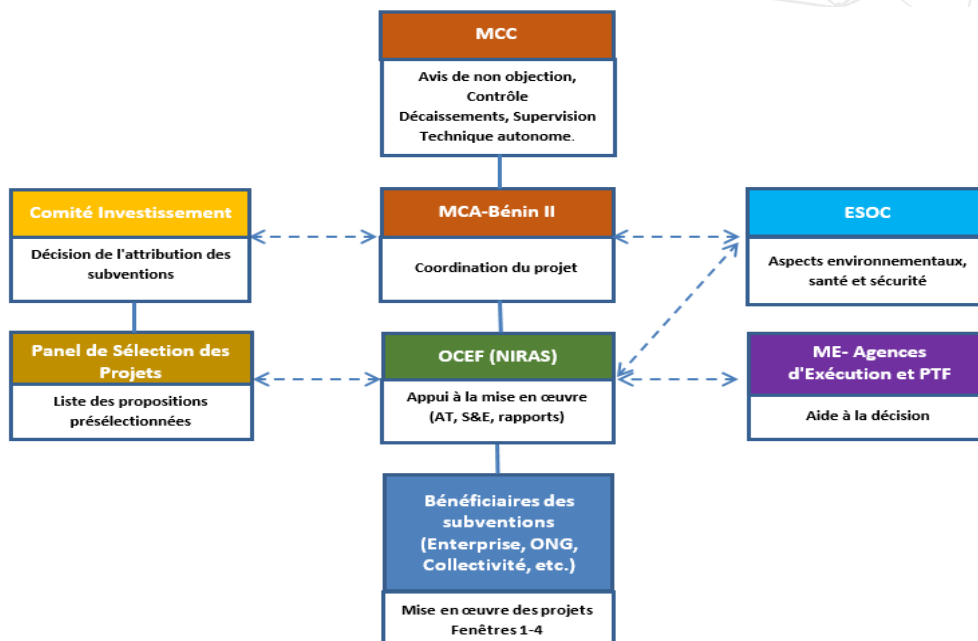 MCC
Avis de non objection,
Contrôle
Décaissements, Supervision
Technique autonome.
Comité Investissement
Décision de l'attribution des
subventions
MCA-Bénin II
Coordination du projet
ESOC
Aspects environnementaux,
santé et sécurité
Panel de Sélection des
Projets
Liste des propositions
présélectionnées
OCEF (NIRAS)
Appui à la mise en œuvre
(AT, S&E, rapports)
ME- Agences
d'Exécution et PTF
Aide à la décision
Bénéficiaires des
subventions
(Enterprise, ONG,
Collectivité, etc.)
Mise en œuvre des projets
Fenêtres 1-4